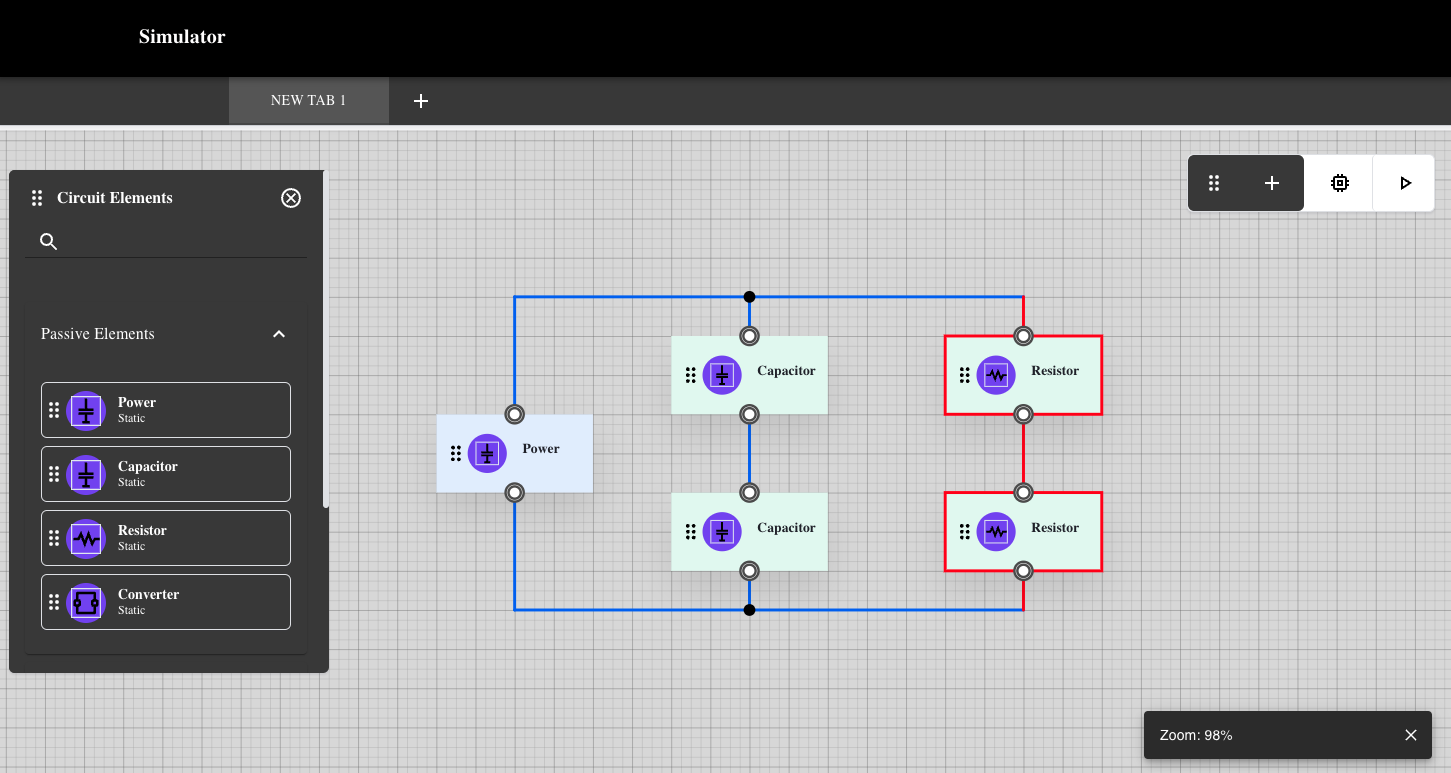 Simulator
NEW TAB 1
Circuit Elements
Passive Elements
Power
Static
Capacitor
Static
Resistor
Static
Converter
Static
Capacitor
Resistor
Power
Capacitor
Resistor
Zoom: 98%